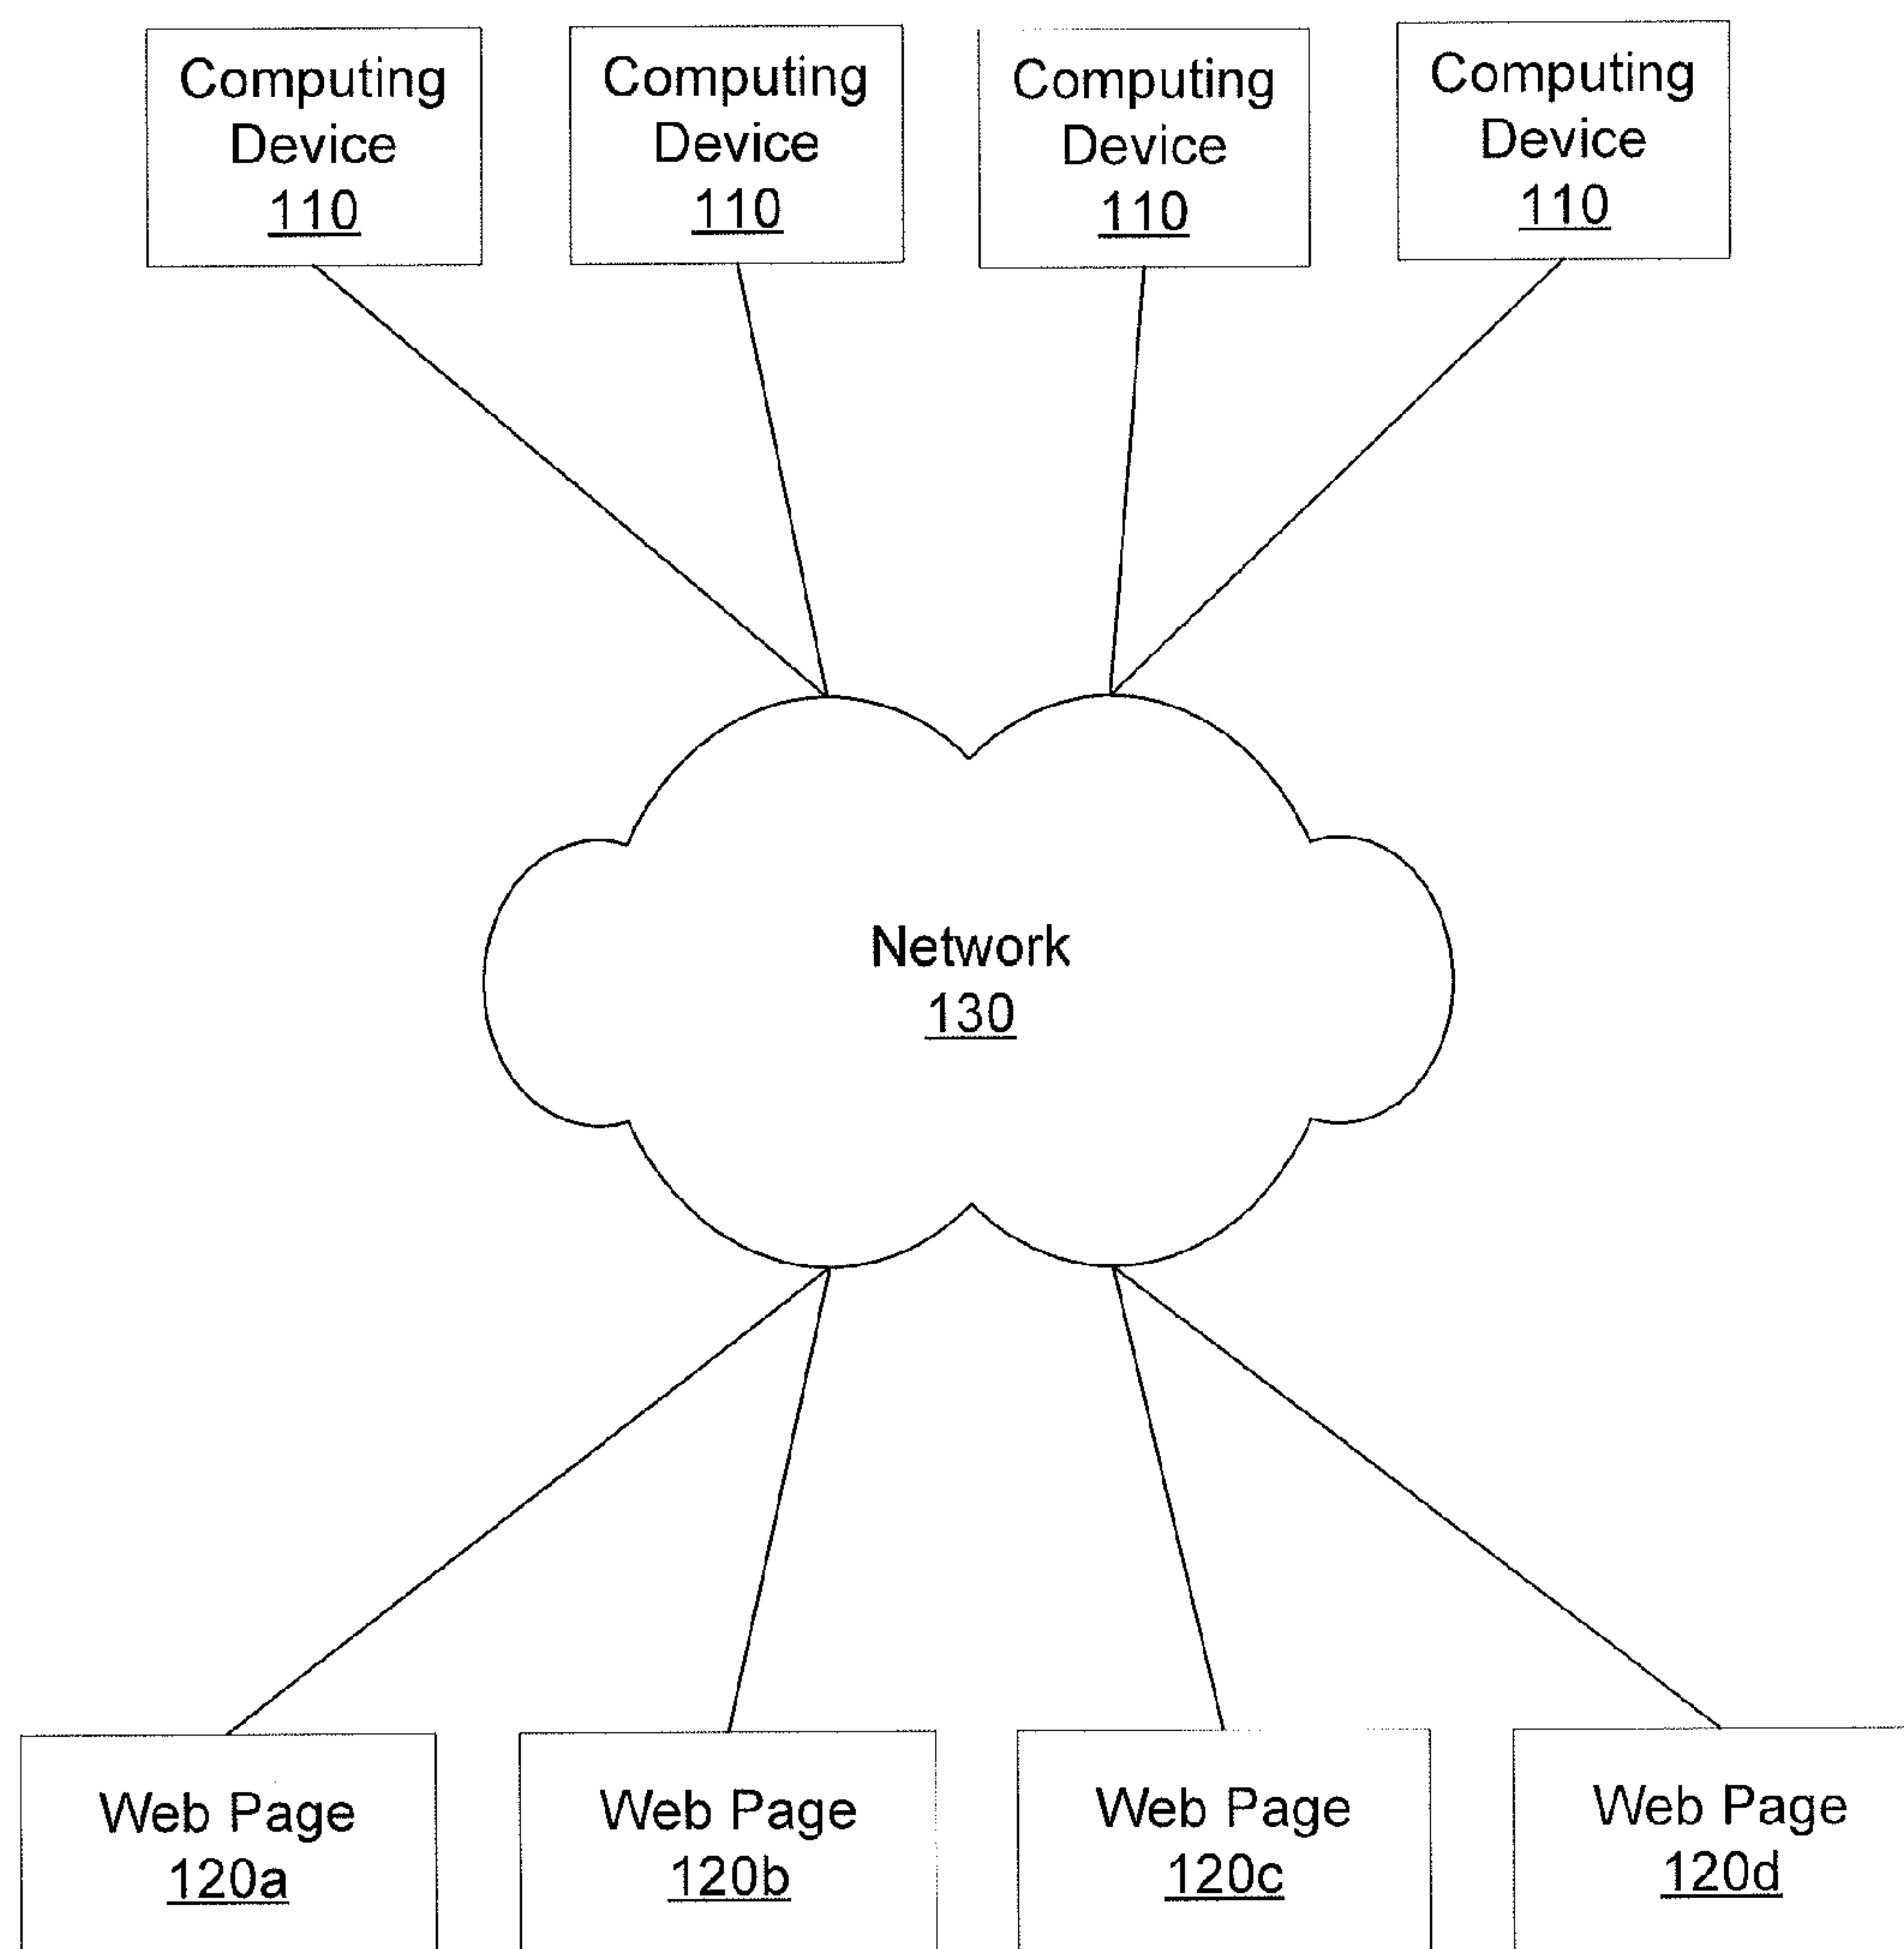 Computing
Device
110
Computing
Device
110
Computing
Device
110
Computing
Device
110
Network
130
Web Page
120a
Web Page
120b
Web Page
120c
Web Page
120d